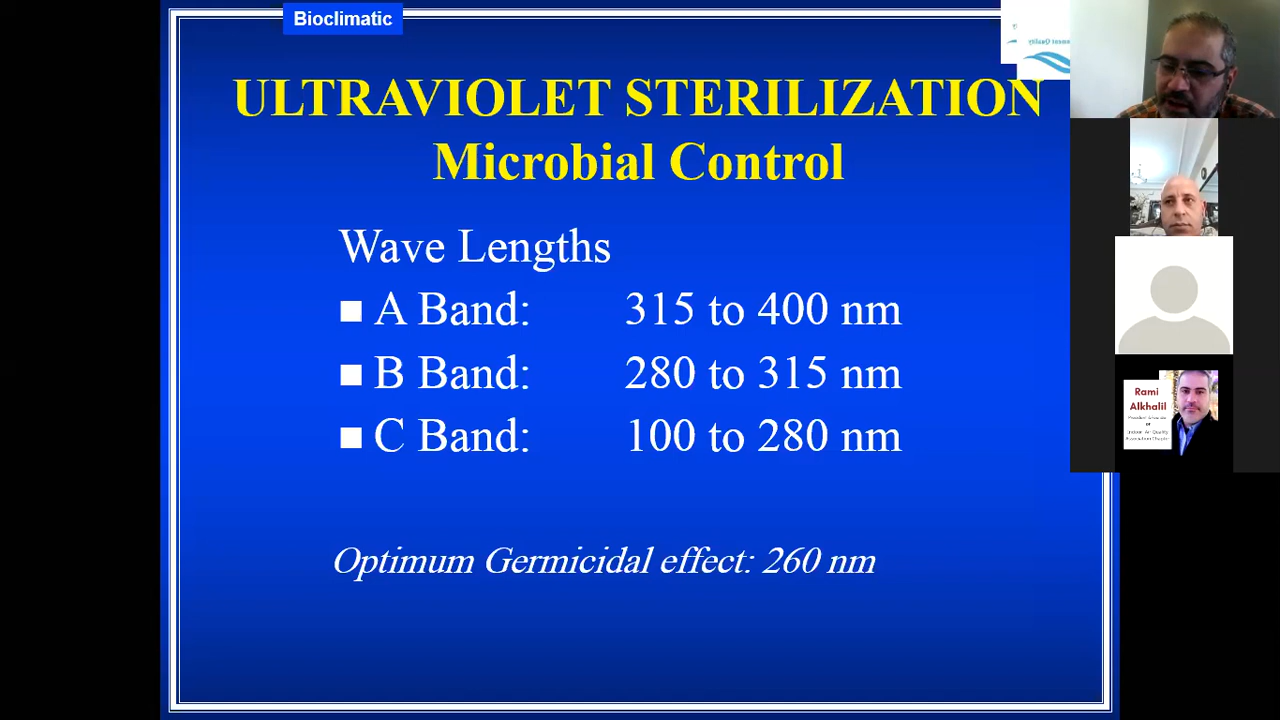 Bioclimatic
ULTRAVIOLET STERILIZATION
Microbial Control
Wave Lengths
A Band: 315 to 400 nm
B Band: 280 to 315 nm
C Band: 100 to 280 nm
Optimum Germicidal effect: 260 nm
Quality
Rami
Alkhalil